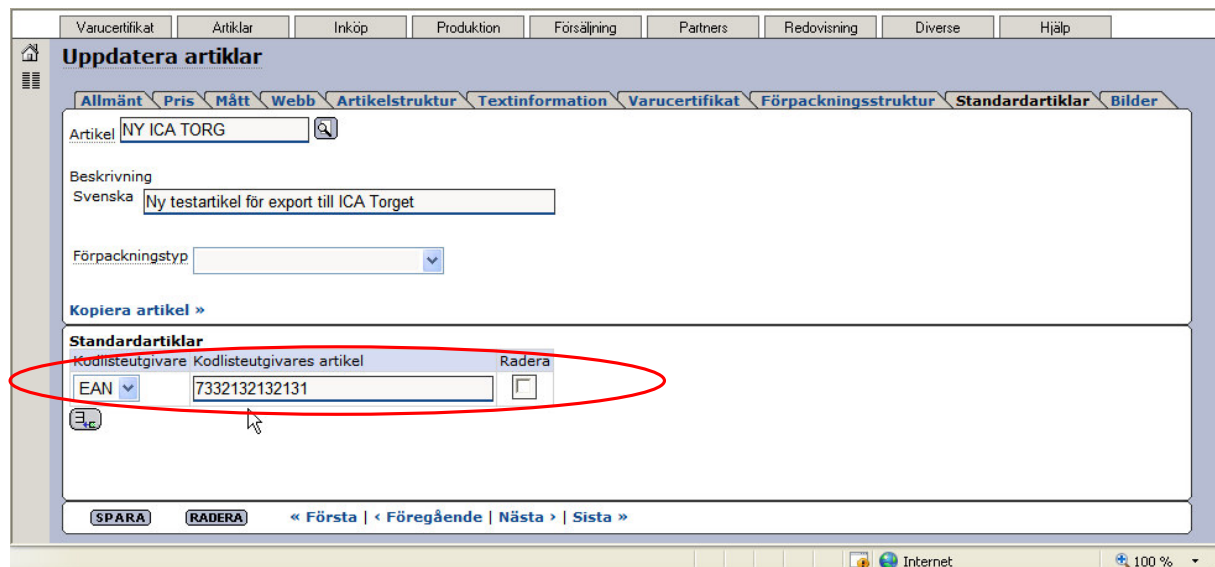 Varucertifikat Artiklar Inköp Produktion Försäljning Partners Redovisning Diverse Hjälp
Uppdatera artiklar
Allmänt Pris Mått Webb Artikelstruktur Textinformation Varucertifikat Förpackningsstruktur Standardartiklar Bilder
Artikel NY ICA TORG
Beskrivning
Svenska Ny testartikel för export till ICA Torget
Förpackningstyp
Kopiera artikel »
Standardartiklar
Kodlisteutgivare Kodlisteutgivares artikel Radera
EAN 7332132132131
SPARA RADERA « Första | ‹ Föregående | Nästa › | Sista »
Internet 100 %